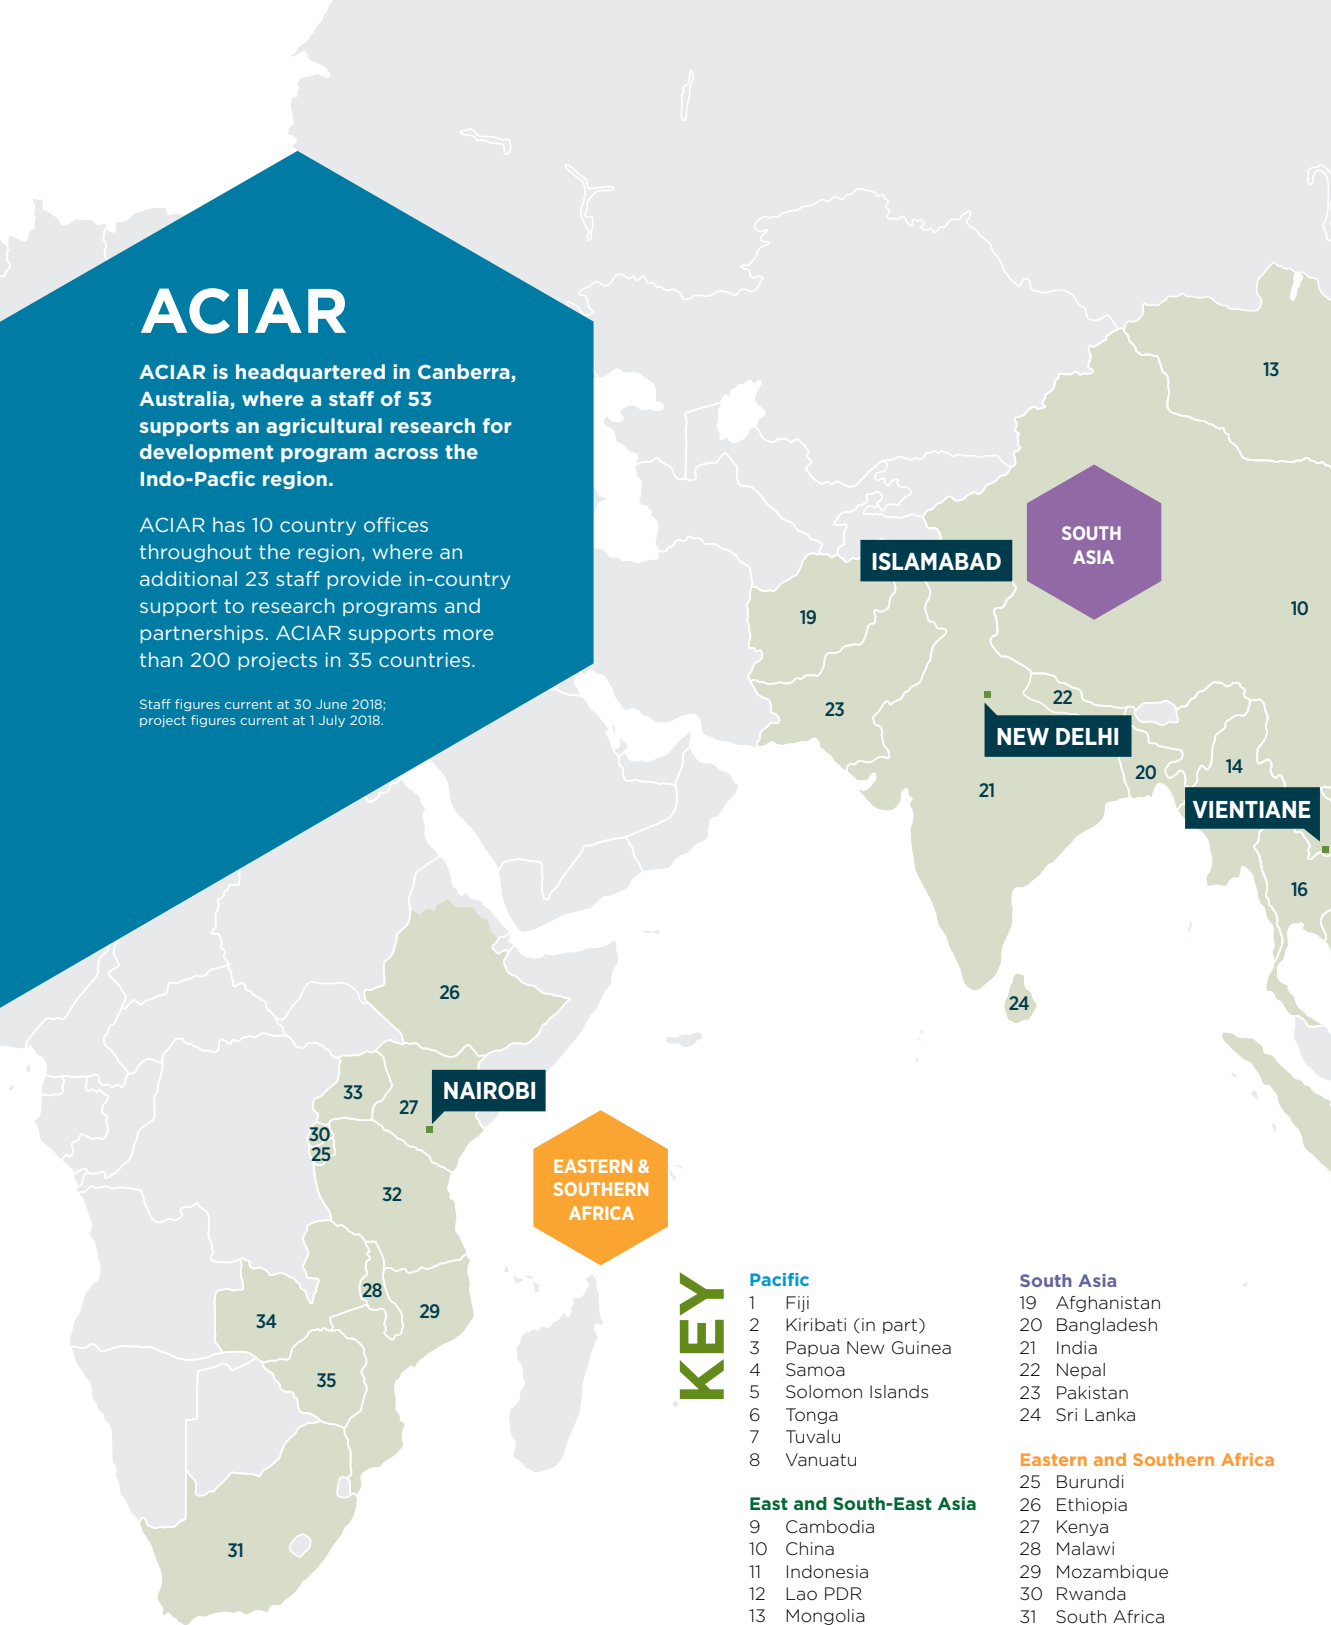 ACIAR
ACIAR is headquartered in Canberra,
Australia, where a staff of 53
supports an agricultural research for
development program across the
Indo-Pacfic region.
ACIAR has 10 country offices
throughout the region, where an
additional 23 staff provide in-country
support to research programs and
partnerships. ACIAR supports more
than 200 projects in 35 countries.
Staff figures current at 30 June 2018;
project figures current at 1 July 2018.
13
SOUTH
ASIA
ISLAMABAD
10
19
22
23
NEW DELHI
14
20
21
VIENTIANE
16
26
24
33
NAIROBI
27
30
25
EASTERN &
SOUTHERN
AFRICA
32
28
29
34
35
31
KEY
Pacific
1 Fiji
2 Kiribati (in part)
3 Papua New Guinea
4 Samoa
5 Solomon Islands
6 Tonga
7 Tuvalu
8 Vanuatu
East and South-East Asia
9 Cambodia
10 China
11 Indonesia
12 Lao PDR
13 Mongolia
South Asia
19 Afghanistan
20 Bangladesh
21 India
22 Nepal
23 Pakistan
24 Sri Lanka
Eastern and Southern Africa
25 Burundi
26 Ethiopia
27 Kenya
28 Malawi
29 Mozambique
30 Rwanda
31 South Africa